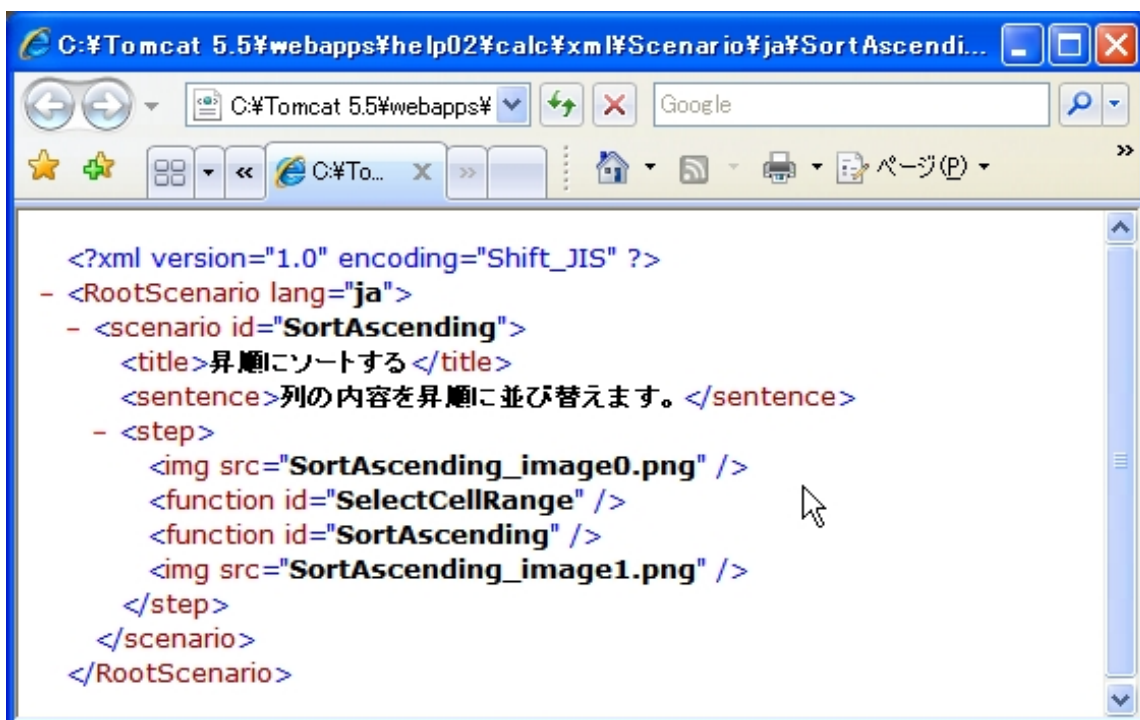 C:¥Tomcat 5.5¥webapps¥help02¥calc¥xml¥Scenario¥ja¥SortAscendi...
C:¥Tomcat 5.5¥webapps¥
Google
C:¥To...
ページ(P)
<?xml version="1.0" encoding="Shift_JIS" ?>
- <RootScenario lang="ja">
- <scenario id="SortAscending">
<title>昇順にソートする</title>
<sentence>列の内容を昇順に並び替えます。</sentence>
- <step>
<img src="SortAscending_image0.png" />
<function id="SelectCellRange" />
<function id="SortAscending" />
<img src="SortAscending_image1.png" />
</step>
</scenario>
</RootScenario>